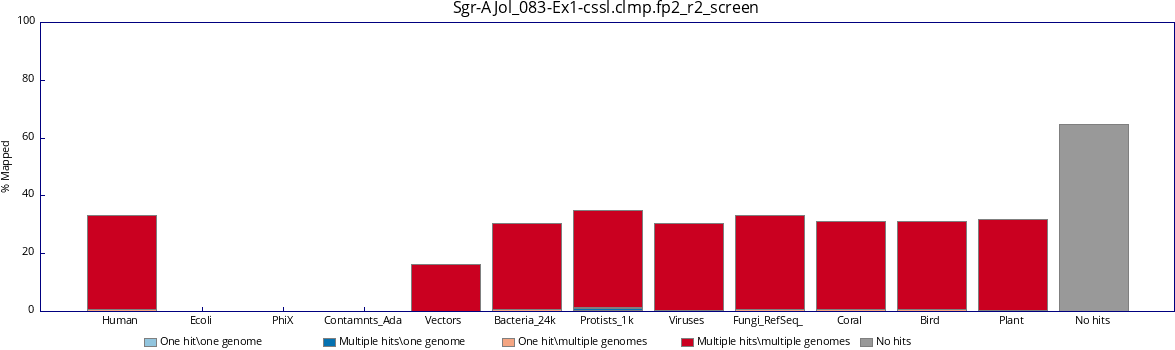 Sgr-AJol_083-Ex1-cssl.clmp.fp2_r2_screen
% Mapped
100
80
60
40
20
0
Human Ecoli PhiX Contamnts_Ada Vectors Bacteria_24k Protists_1k Viruses Fungi_RefSeq_ Coral Bird Plant No hits
One hit\one genome Multiple hits\one genome One hit\multiple genomes Multiple hits\multiple genomes No hits